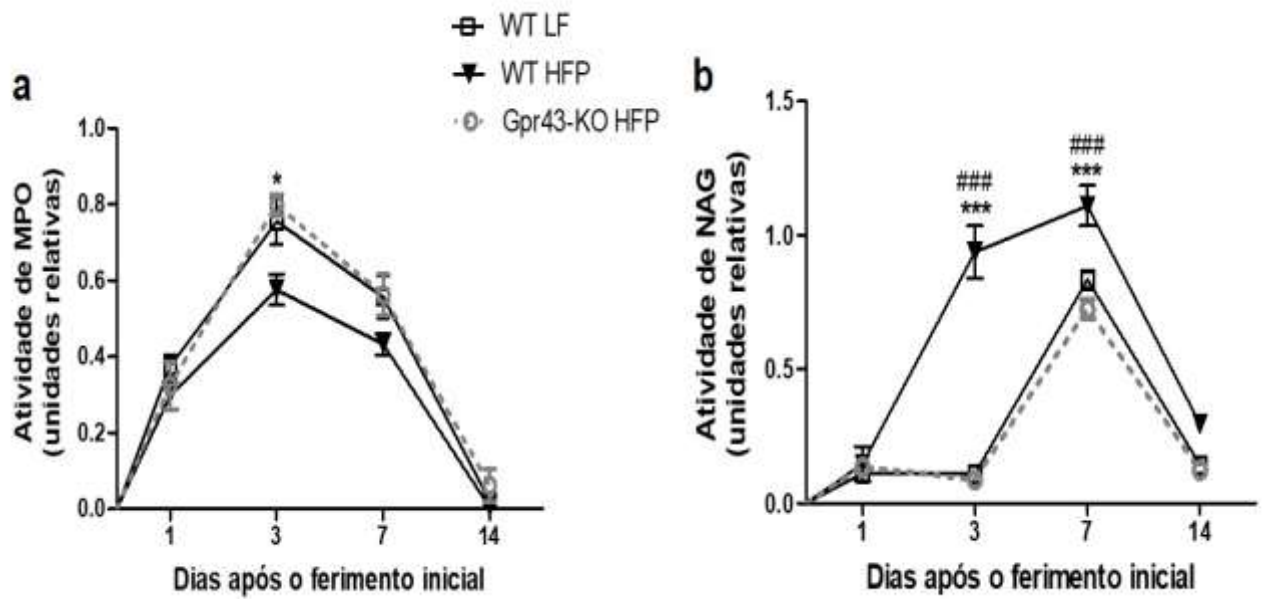 WT LF
WT HFP
Gpr43-KO HFP
a
Atividade de MPO
(unidades relativas)
1.0
0.8
0.6
0.4
0.2
0.0
*
1 3 7 14
Dias após o ferimento inicial
b
Atividade de NAG
(unidades relativas)
1.5
1.0
0.5
0.0
###
***
###
***
1 3 7 14
Dias após o ferimento inicial